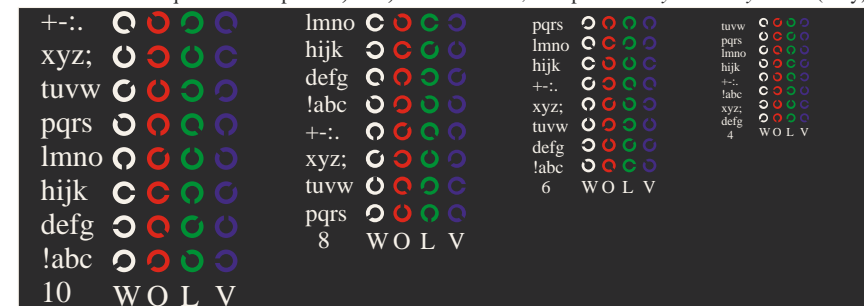 +-:.
xyz;
tuvw
pqrs
lmno
hijk
defg
!abc
10 W O L V
lmno
hijk
defg
!abc
+-:.
xyz;
tuvw
pqrs
8 W O L V
pqrs
lmno
hijk
+-:.
xyz;
tuvw
defg
!abc
6 W O L V
tuvw
pqrs
lmno
hijk
+-:.
!abc
xyz;
defg
4 W O L V